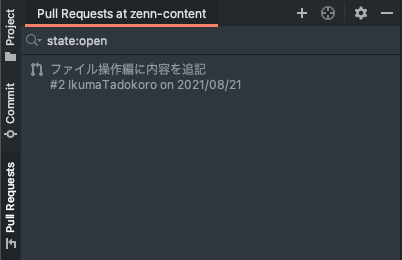 Project
Commit
Pull Requests
Pull Requests at zenn-content
state:open
ファイル操作編に内容を追記
#2 IkumaTadokoro on 2021/08/21